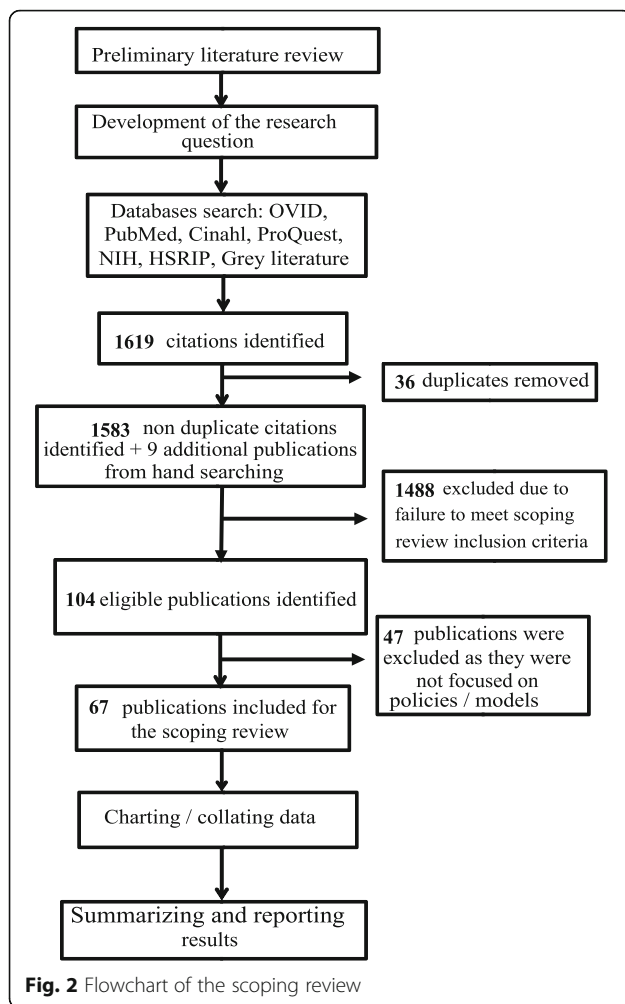 Preliminary literature review
Development of the research
question
Databases search: OVID,
PubMed, Cinahl, ProQuest,
NIH, HSRIP, Grey literature
1619 citations identified
36 duplicates removed
1583 non duplicate citations
identified + 9 additional publications
from hand searching
1488 excluded due to
failure to meet scoping
review inclusion criteria
104 eligible publications identified
47 publications were
excluded as they were
not focused on
policies / models
67 publications included for
the scoping review
Charting / collating data
Summarizing and reporting
results
Fig. 2 Flowchart of the scoping review